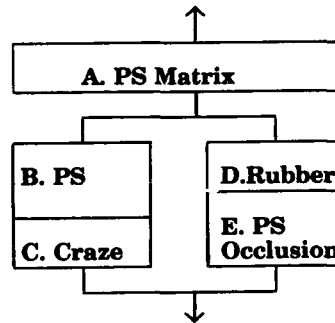 A. PS Matrix
B. PS
C. Craze
D.Rubber
E. PS
Occlusion